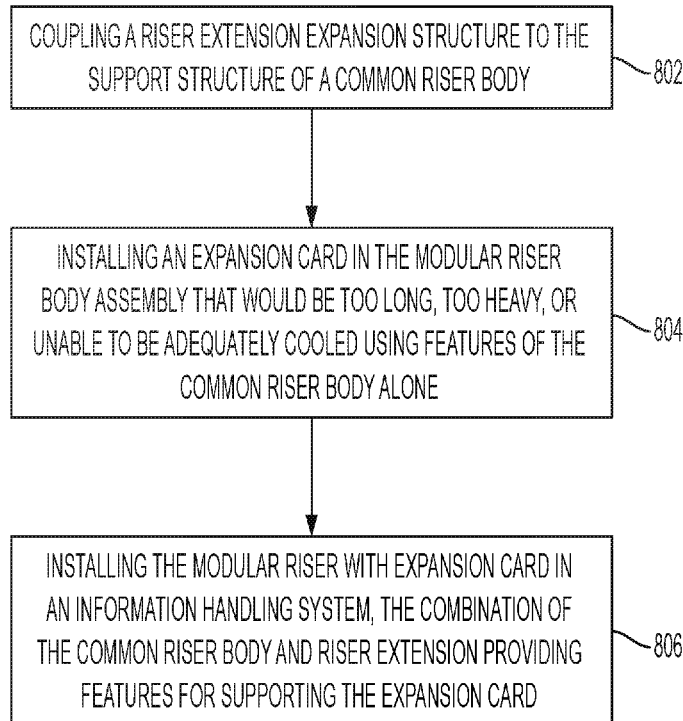 COUPLING A RISER EXTENSION EXPANSION STRUCTURE TO THE
SUPPORT STRUCTURE OF A COMMON RISER BODY
802
INSTALLING AN EXPANSION CARD IN THE MODULAR RISER
BODY ASSEMBLY THAT WOULD BE TOO LONG, TOO HEAVY, OR
UNABLE TO BE ADEQUATELY COOLED USING FEATURES OF THE
COMMON RISER BODY ALONE
804
INSTALLING THE MODULAR RISER WITH EXPANSION CARD IN
AN INFORMATION HANDLING SYSTEM, THE COMBINATION OF
THE COMMON RISER BODY AND RISER EXTENSION PROVIDING
FEATURES FOR SUPPORTING THE EXPANSION CARD
806